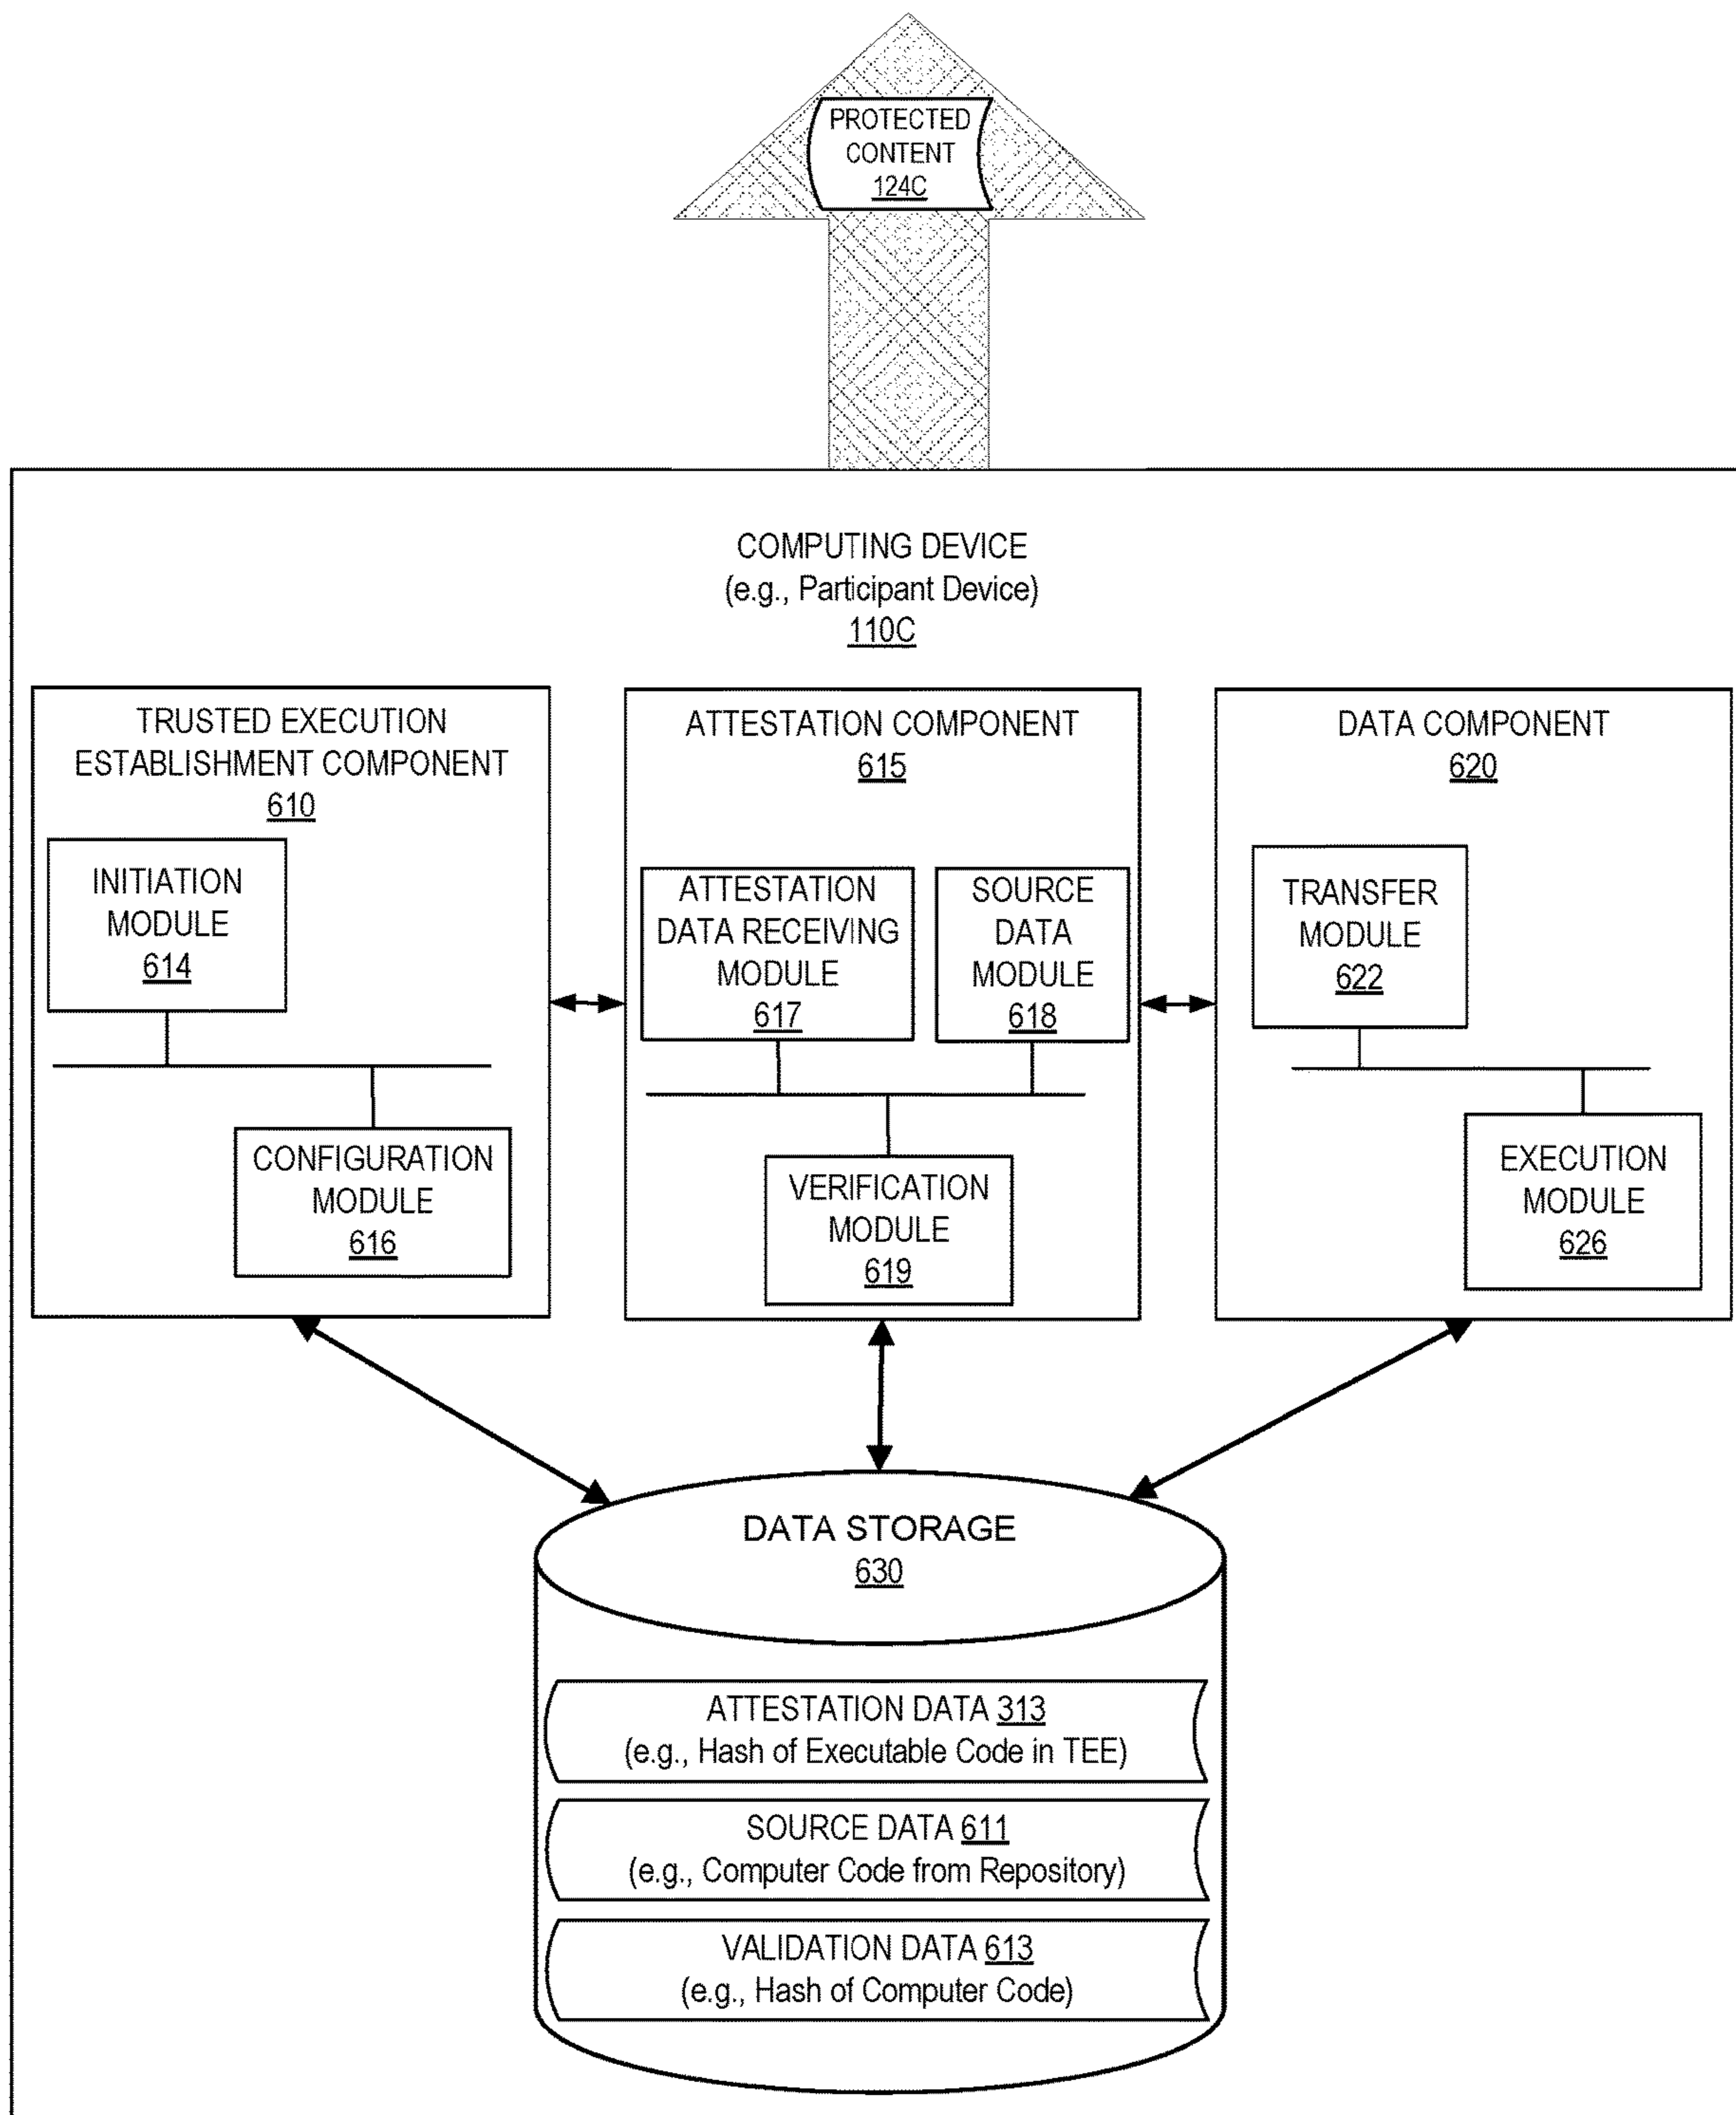 PROTECTED
CONTENT
124C
COMPUTING DEVICE
(e.g., Participant Device)
110C
TRUSTED EXECUTION
ESTABLISHMENT COMPONENT
610
INITIATION
MODULE
614
CONFIGURATION
MODULE
616
ATTESTATION COMPONENT
615
ATTESTATION
DATA RECEIVING
MODULE
617
SOURCE
DATA
MODULE
618
VERIFICATION
MODULE
619
DATA COMPONENT
620
TRANSFER
MODULE
622
EXECUTION
MODULE
626
DATA STORAGE
630
ATTESTATION DATA 313
(e.g., Hash of Executable Code in TEE)
SOURCE DATA 611
(e.g., Computer Code from Repository)
VALIDATION DATA 613
(e.g., Hash of Computer Code)